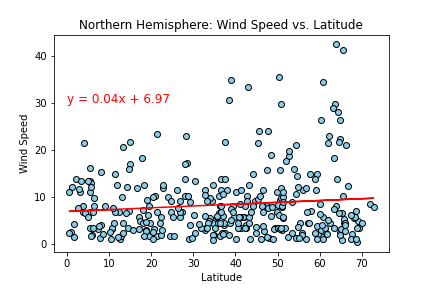 Northern Hemisphere: Wind Speed vs. Latitude
40
30
20
10
0
Wind Speed
y = 0.04x + 6.97
0 10 20 30 40 50 60 70
Latitude